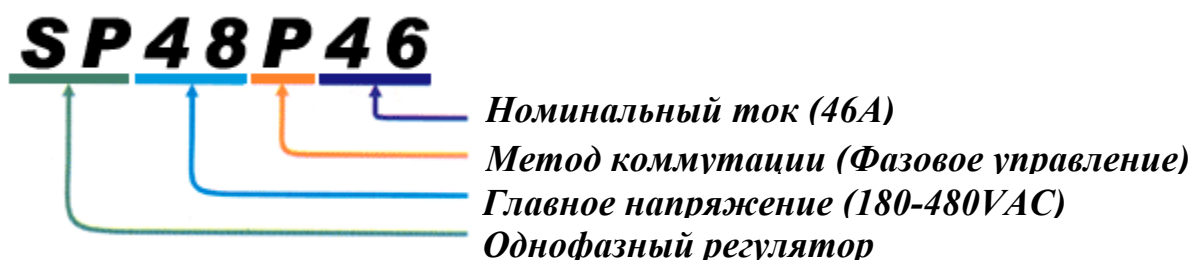 SP48P46
Номинальный ток (46А)
Метод коммутации (Фазовое управление)
Главное напряжение (180-480VAC)
Однофазный регулятор